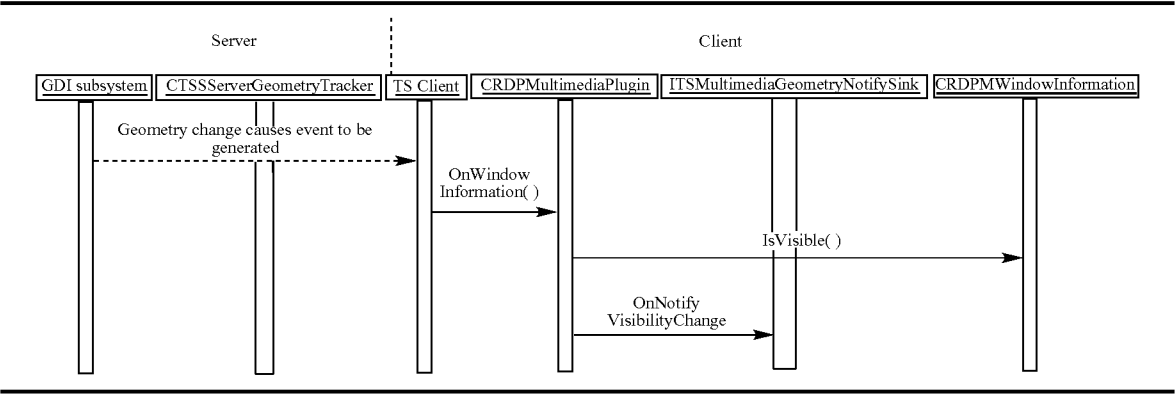 Server
Client
GDI subsystem
CTSSServerGeometryTracker
TS Client
CRDPMultimediaPlugin
ITSMultimediaGeometryNotifySink
CRDPMWindowInformation
Geometry change causes event to be
generated
OnWindow
Information( )
IsVisible( )
OnNotify
VisibilityChange